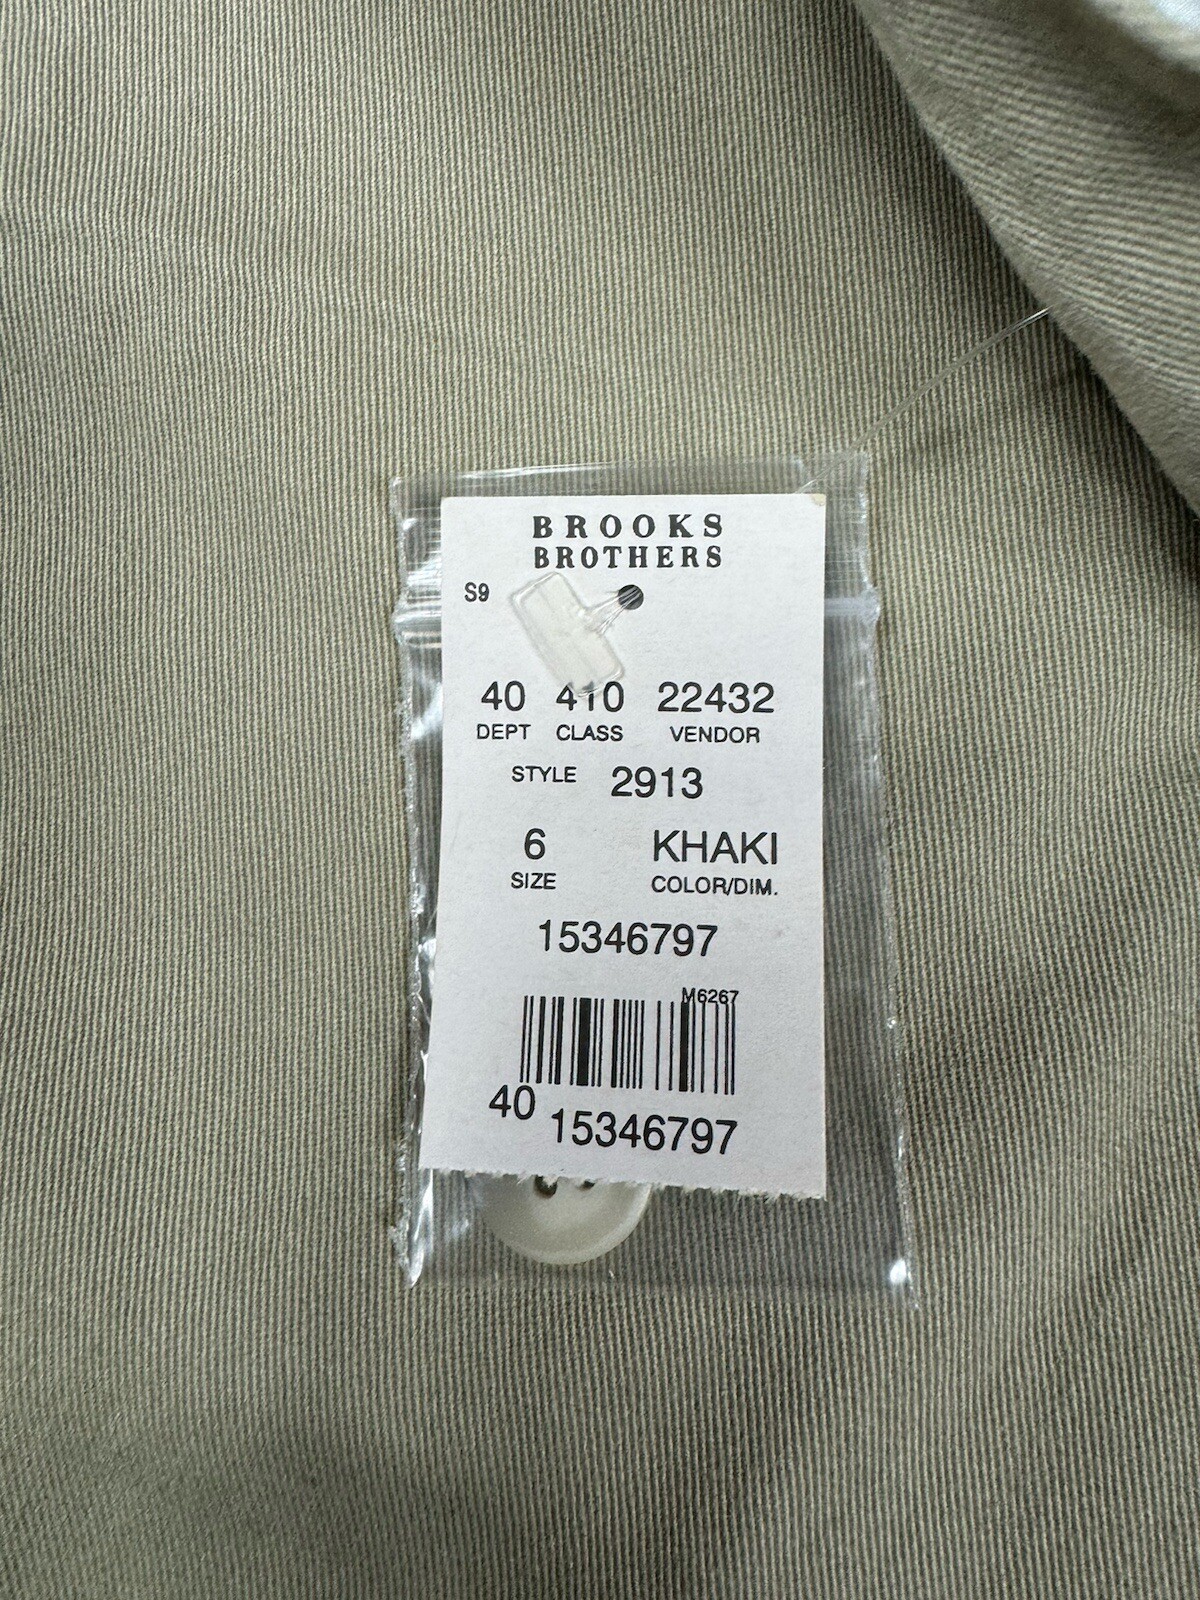 BROOKS
BROTHERS
S9
40 410 22432
DEPT CLASS VENDOR
STYLE 2913
6 KHAKI
SIZE COLOR/DIM.
15346797
M6267
40 15346797